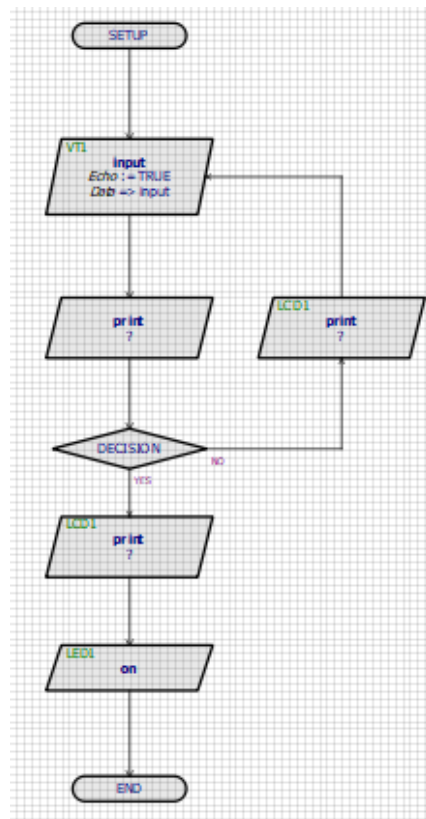 SETUP
VT1
input
Echo := TRUE
Data => input
print
?
LCD1
print
?
DECISION
NO
YES
LCD1
print
?
LED1
on
END